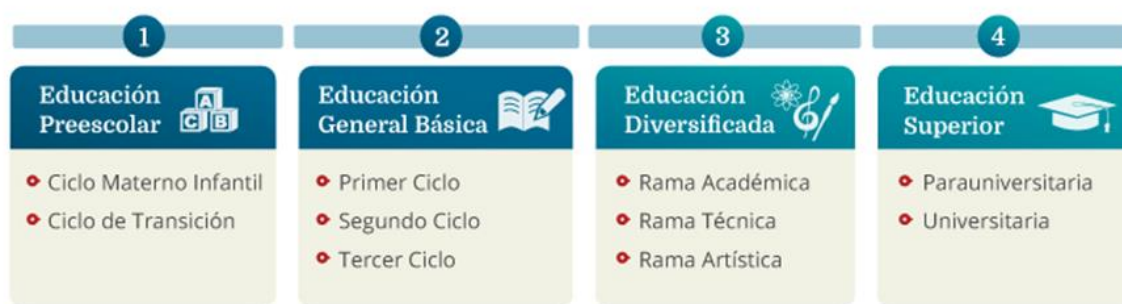 1
Educación
Preescolar
A
C B
Ciclo Materno Infantil
Ciclo de Transición
2
Educación
General Básica
Primer Ciclo
Segundo Ciclo
Tercer Ciclo
3
Educación
Diversificada
Rama Académica
Rama Técnica
Rama Artística
4
Educación
Superior
Parauniversitaria
Universitaria